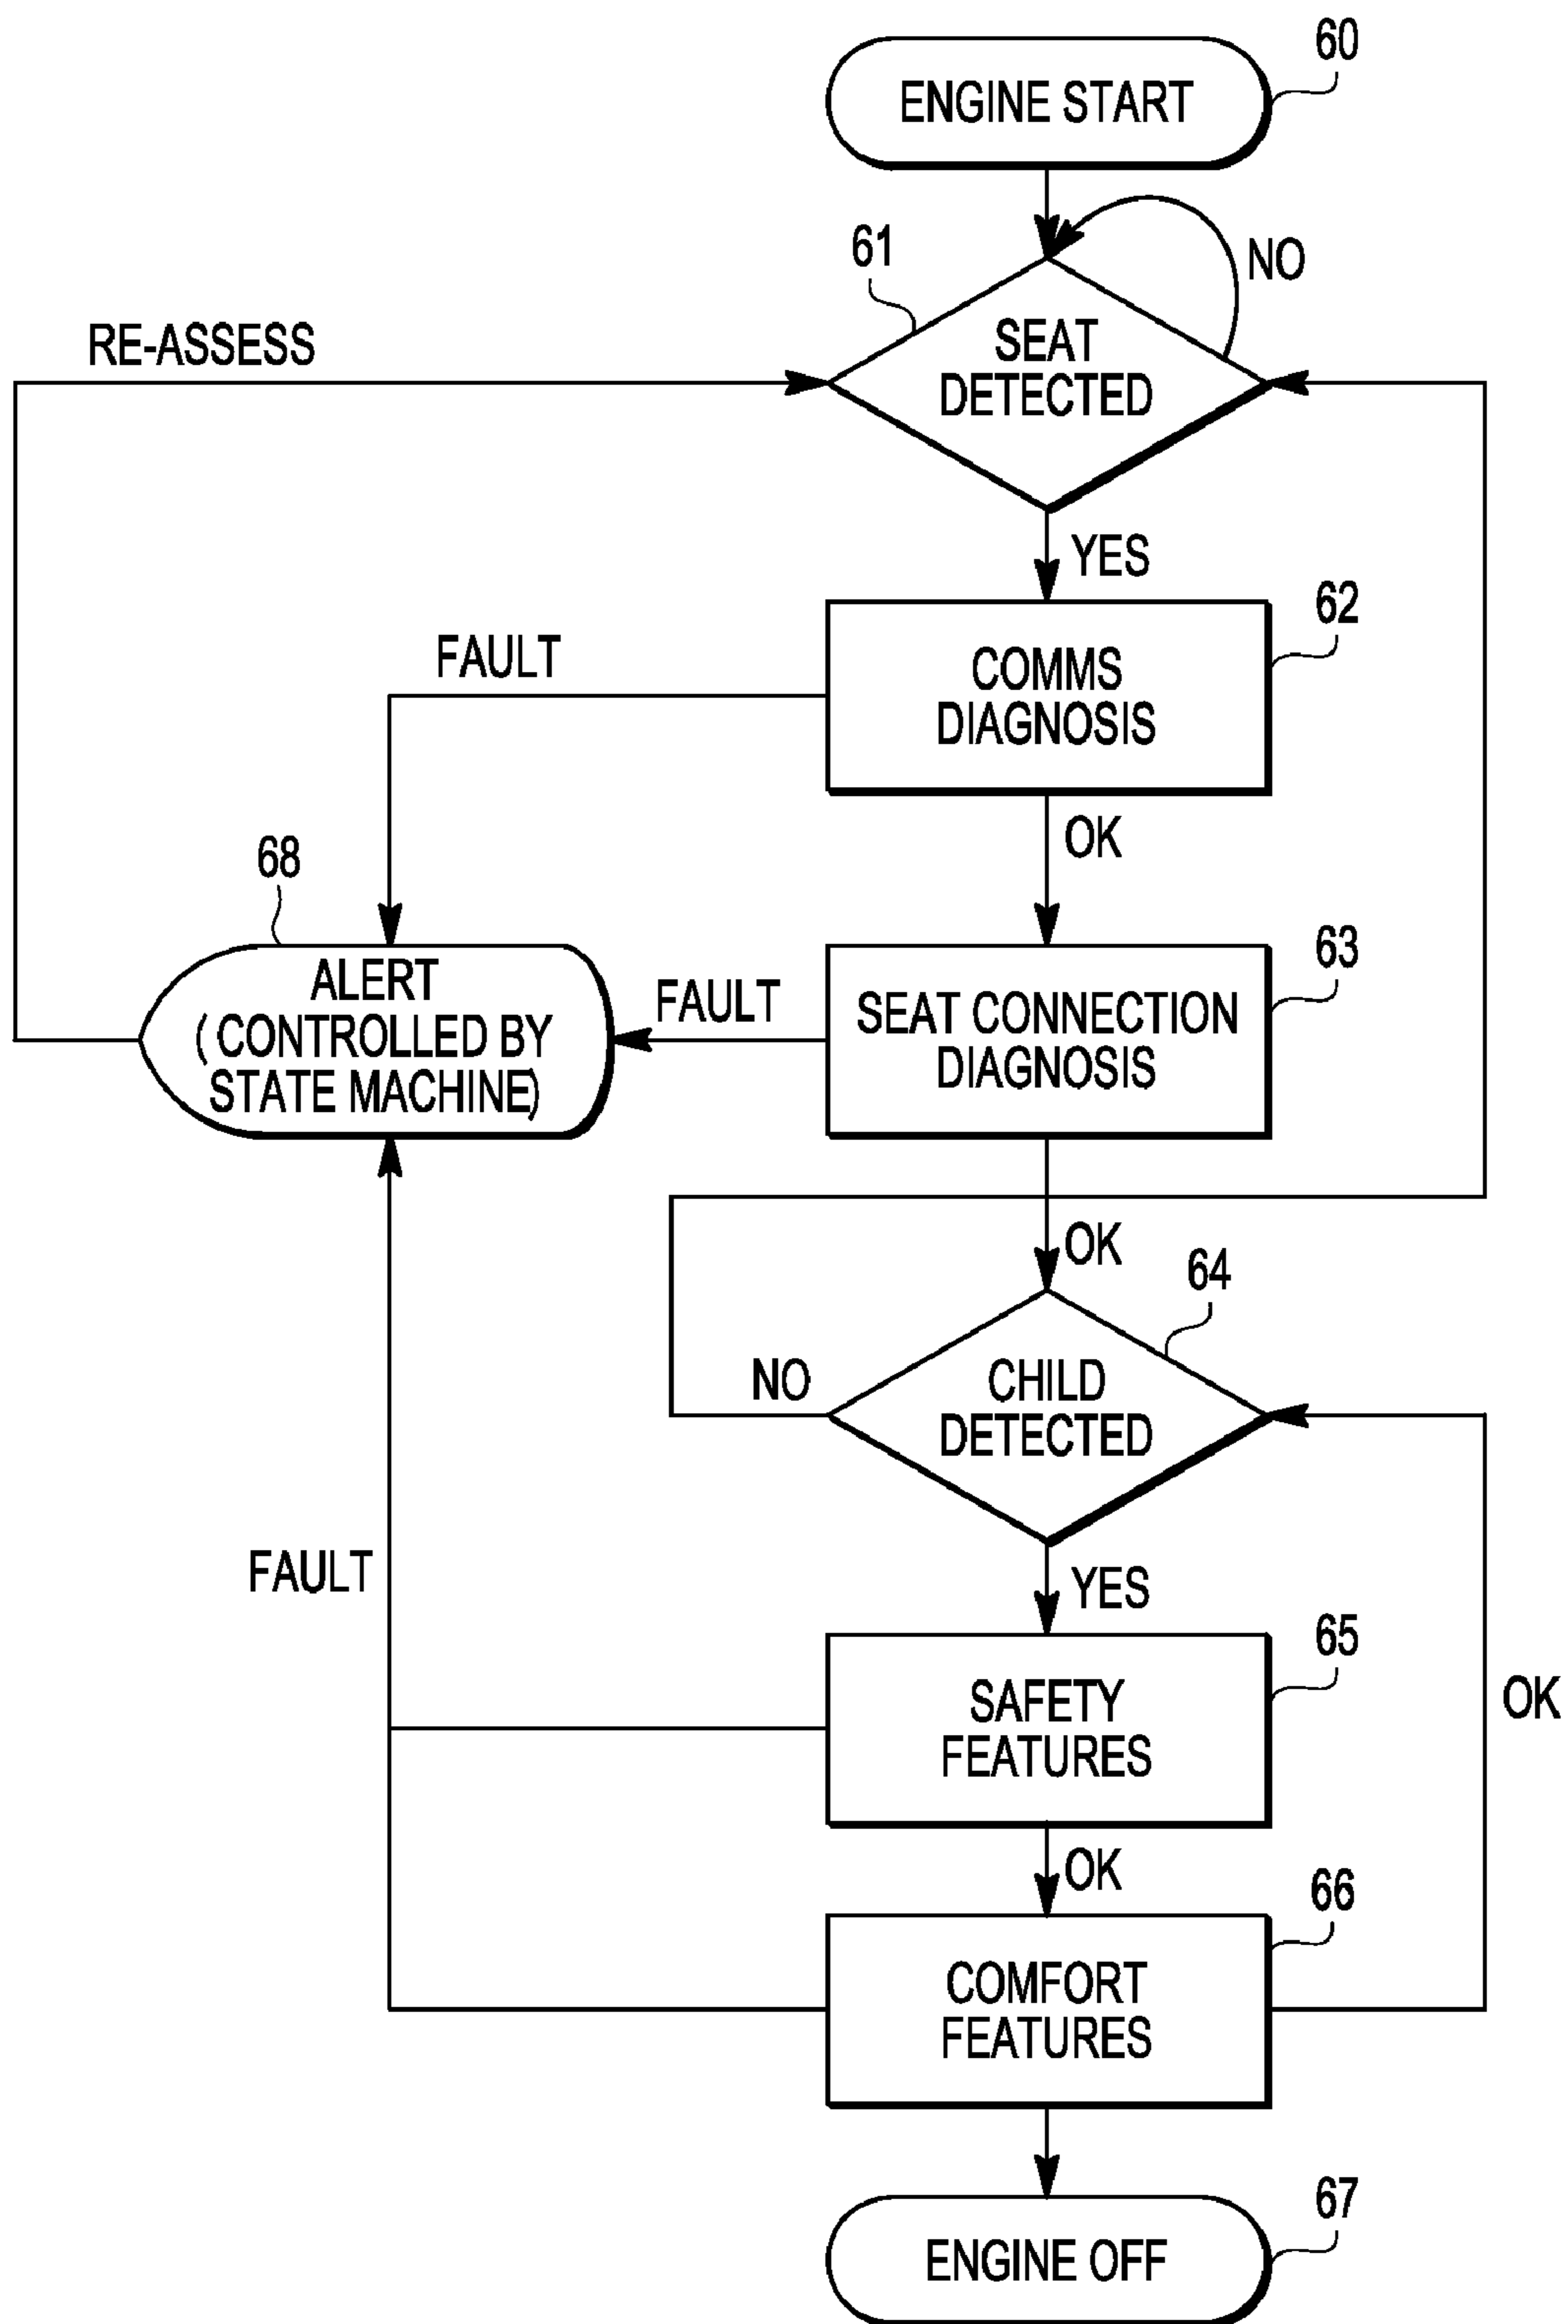 60
ENGINE START
61
NO
RE-ASSESS
SEAT
DETECTED
YES
62
FAULT
COMMS
DIAGNOSIS
OK
68
63
ALERT
(CONTROLLED BY
STATE MACHINE)
FAULT
SEAT CONNECTION
DIAGNOSIS
OK
64
NO
CHILD
DETECTED
FAULT
YES
65
SAFETY
FEATURES
OK
OK
66
COMFORT
FEATURES
67
ENGINE OFF